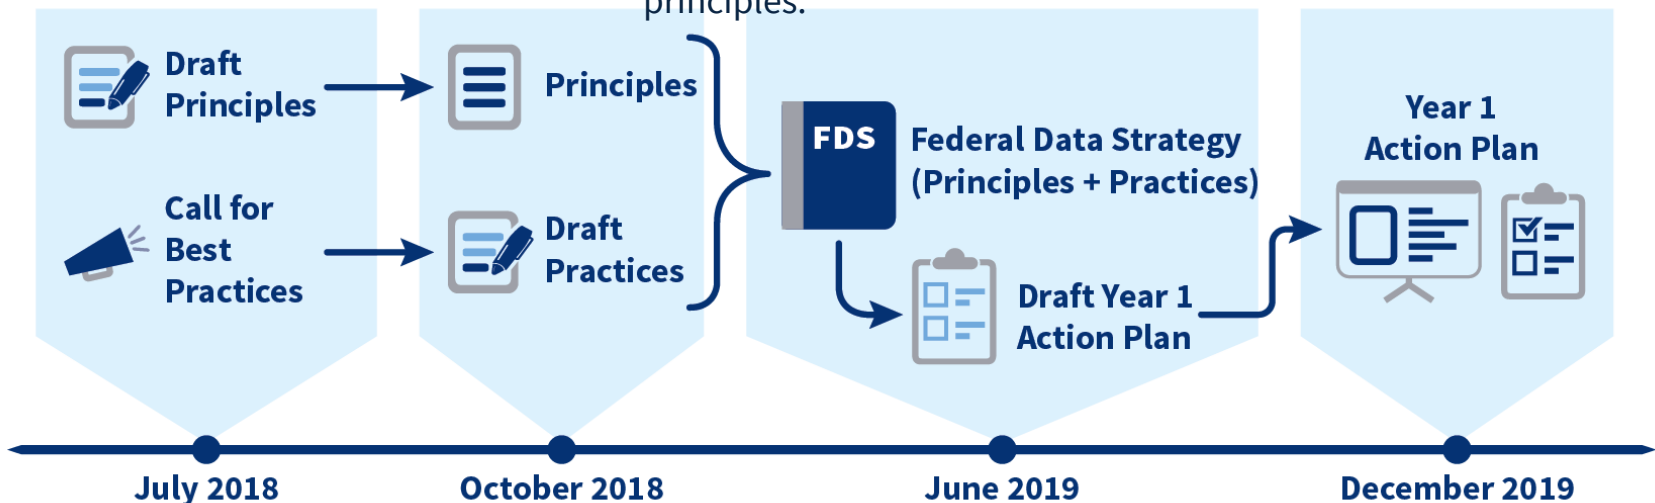 principles.
Draft
Principles
Call for
Best
Practices
July 2018
Principles
Draft
Practices
October 2018
FDS
Federal Data Strategy
(Principles + Practices)
Draft Year 1
Action Plan
June 2019
Year 1
Action Plan
December 2019